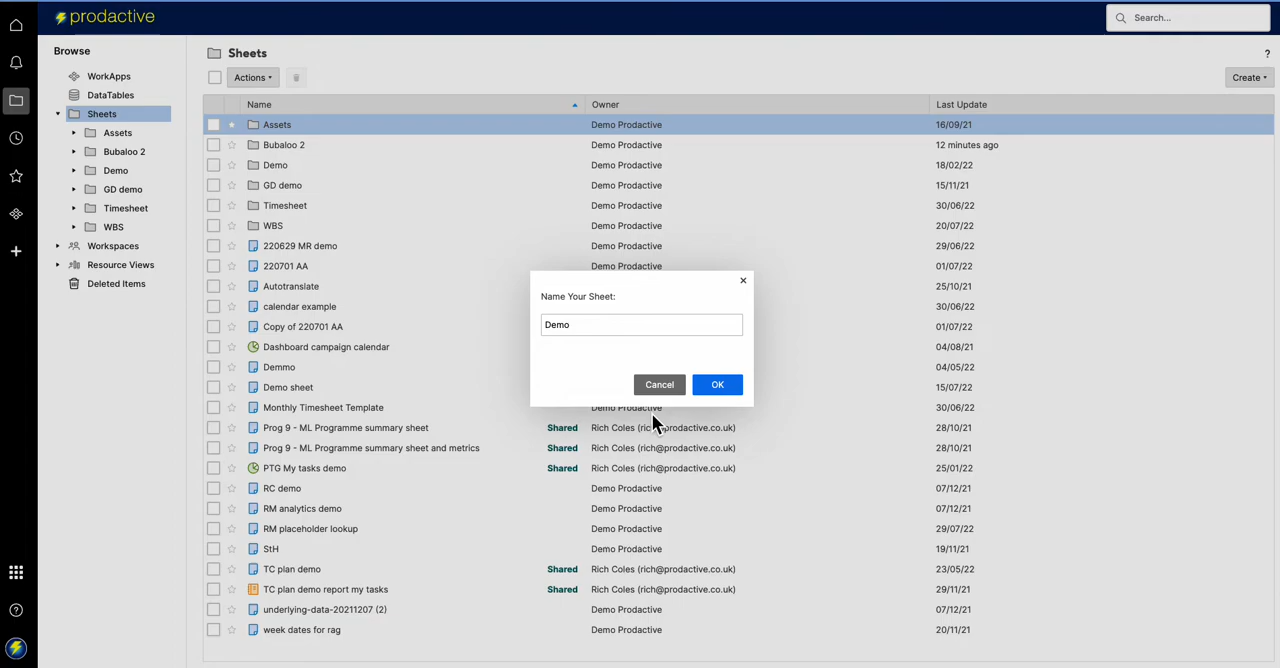 prodactive
Search...
Browse
WorkApps
DataTables
Sheets
Assets
Bubaloo 2
Demo
GD demo
Timesheet
WBS
Workspaces
Resource Views
Deleted Items
Sheets
?
Actions
Create
Name Owner Last Update
Assets Demo Prodactive 16/09/21
Bubaloo 2 Demo Prodactive 12 minutes ago
Demo Demo Prodactive 18/02/22
GD demo Demo Prodactive 15/11/21
Timesheet Demo Prodactive 30/06/22
WBS Demo Prodactive 20/07/22
220629 MR demo Demo Prodactive 29/06/22
220701 AA Demo Prodactive 01/07/22
Autotranslate 25/10/21
calendar example 30/06/22
Copy of 220701 AA 01/07/22
Dashboard campaign calendar 04/08/21
Demmo 04/05/22
Demo sheet 15/07/22
Monthly Timesheet Template Demo Prodactive 30/06/22
Prog 9 - ML Programme summary sheet Shared Rich Coles (rich@prodactive.co.uk) 28/10/21
Prog 9 - ML Programme summary sheet and metrics Shared Rich Coles (rich@prodactive.co.uk) 28/10/21
PTG My tasks demo Shared Rich Coles (rich@prodactive.co.uk) 25/01/22
RC demo Demo Prodactive 07/12/21
RM analytics demo Demo Prodactive 07/12/21
RM placeholder lookup Demo Prodactive 29/07/22
StH Demo Prodactive 19/11/21
TC plan demo Shared Rich Coles (rich@prodactive.co.uk) 23/05/22
TC plan demo report my tasks Shared Rich Coles (rich@prodactive.co.uk) 29/11/21
underlying-data-20211207 (2) Demo Prodactive 07/12/21
week dates for rag Demo Prodactive 20/11/21
Name Your Sheet:
Demo
Cancel OK